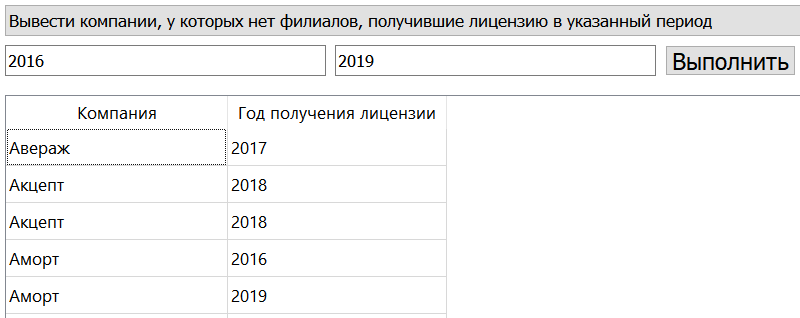 Вывести компании, у которых нет филиалов, получившие лицензию в указанный период
2016 2019 Выполнить
Компания Год получения лицензии
Авераж 2017
Акцепт 2018
Акцепт 2018
Аморт 2016
Аморт 2019